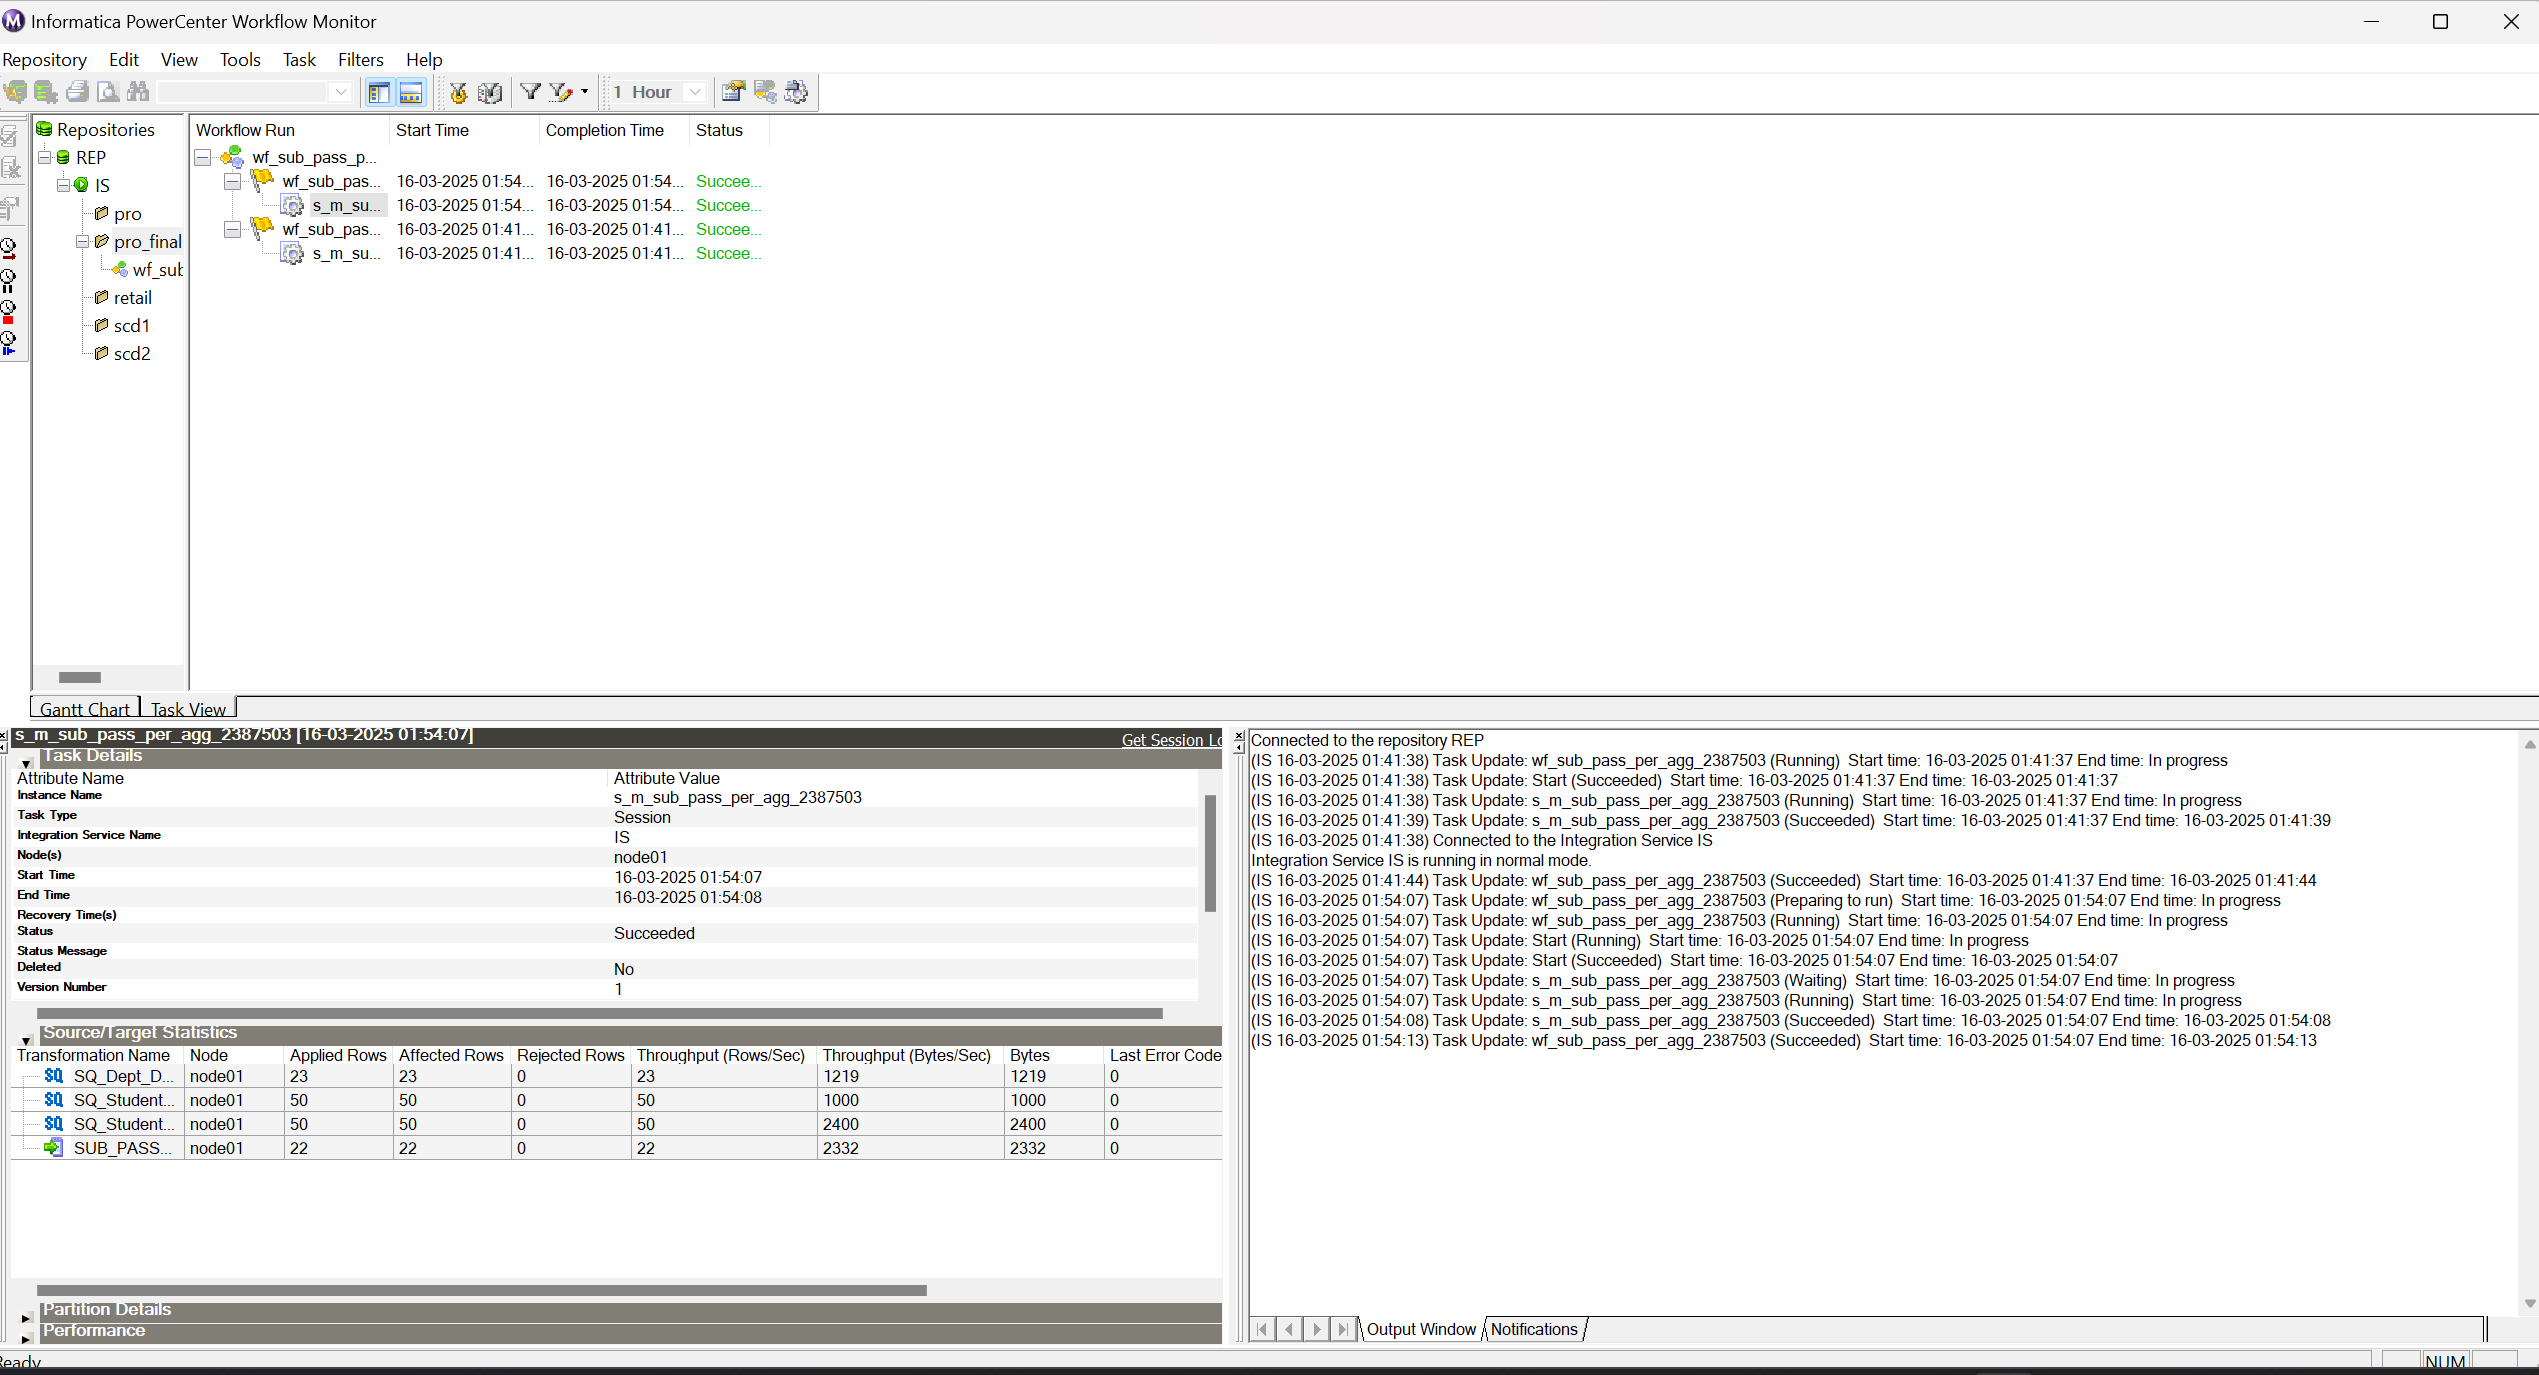 Informatica PowerCenter Workflow Monitor
Repository Edit View Tools Task Filters Help
1 Hour
Repositories
REP
IS
pro
pro_final
wf_sub
retail
scd1
scd2
Workflow Run Start Time Completion Time Status
wf_sub_pass_p...
wf_sub_pas... 16-03-2025 01:54... 16-03-2025 01:54... Succee...
s_m_su... 16-03-2025 01:54... 16-03-2025 01:54... Succee...
wf_sub_pas... 16-03-2025 01:41... 16-03-2025 01:41... Succee...
s_m_su... 16-03-2025 01:41... 16-03-2025 01:41... Succee...
Gantt Chart Task View
s_m_sub_pass_per_agg_2387503 [16-03-2025 01:54:07]
Get Session Lo
Task Details
Attribute Name Attribute Value
Instance Name s_m_sub_pass_per_agg_2387503
Task Type Session
Integration Service Name IS
Node(s) node01
Start Time 16-03-2025 01:54:07
End Time 16-03-2025 01:54:08
Recovery Time(s)
Status Succeeded
Status Message
Deleted No
Version Number 1
Source/Target Statistics
Transformation Name Node Applied Rows Affected Rows Rejected Rows Throughput (Rows/Sec) Throughput (Bytes/Sec) Bytes Last Error Code
SQ SQ_Dept_D... node01 23 23 0 23 1219 1219 0
SQ SQ_Student... node01 50 50 0 50 1000 1000 0
SQ SQ_Student... node01 50 50 0 50 2400 2400 0
SUB_PASS... node01 22 22 0 22 2332 2332 0
Partition Details
Performance
Connected to the repository REP
(IS 16-03-2025 01:41:38) Task Update: wf_sub_pass_per_agg_2387503 (Running) Start time: 16-03-2025 01:41:37 End time: In progress
(IS 16-03-2025 01:41:38) Task Update: Start (Succeeded) Start time: 16-03-2025 01:41:37 End time: 16-03-2025 01:41:37
(IS 16-03-2025 01:41:38) Task Update: s_m_sub_pass_per_agg_2387503 (Running) Start time: 16-03-2025 01:41:37 End time: In progress
(IS 16-03-2025 01:41:39) Task Update: s_m_sub_pass_per_agg_2387503 (Succeeded) Start time: 16-03-2025 01:41:37 End time: 16-03-2025 01:41:39
(IS 16-03-2025 01:41:38) Connected to the Integration Service IS
Integration Service IS is running in normal mode.
(IS 16-03-2025 01:41:44) Task Update: wf_sub_pass_per_agg_2387503 (Succeeded) Start time: 16-03-2025 01:41:37 End time: 16-03-2025 01:41:44
(IS 16-03-2025 01:54:07) Task Update: wf_sub_pass_per_agg_2387503 (Preparing to run) Start time: 16-03-2025 01:54:07 End time: In progress
(IS 16-03-2025 01:54:07) Task Update: wf_sub_pass_per_agg_2387503 (Running) Start time: 16-03-2025 01:54:07 End time: In progress
(IS 16-03-2025 01:54:07) Task Update: Start (Running) Start time: 16-03-2025 01:54:07 End time: In progress
(IS 16-03-2025 01:54:07) Task Update: Start (Succeeded) Start time: 16-03-2025 01:54:07 End time: 16-03-2025 01:54:07
(IS 16-03-2025 01:54:07) Task Update: s_m_sub_pass_per_agg_2387503 (Waiting) Start time: 16-03-2025 01:54:07 End time: In progress
(IS 16-03-2025 01:54:07) Task Update: s_m_sub_pass_per_agg_2387503 (Running) Start time: 16-03-2025 01:54:07 End time: In progress
(IS 16-03-2025 01:54:08) Task Update: s_m_sub_pass_per_agg_2387503 (Succeeded) Start time: 16-03-2025 01:54:07 End time: 16-03-2025 01:54:08
(IS 16-03-2025 01:54:13) Task Update: wf_sub_pass_per_agg_2387503 (Succeeded) Start time: 16-03-2025 01:54:07 End time: 16-03-2025 01:54:13
Output Window Notifications
Ready
NUM